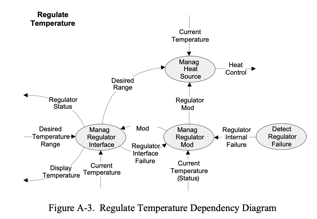 Regulate
Temperature
Current
Temperature
Manag
Heat
Source
Heat
Control
Desired
Range
Regulator
Status
Regulator
Mod
Desired
Temperature
Range
Manag
Regulator
Interface
Mod
Manag
Regulator
Mod
Regulator
Internal
Failure
Detect
Regulator
Failure
Regulator
Interface
Failure
Display
Temperature
Current
Temperature
Current
Temperature
(Status)
Figure A-3. Regulate Temperature Dependency Diagram